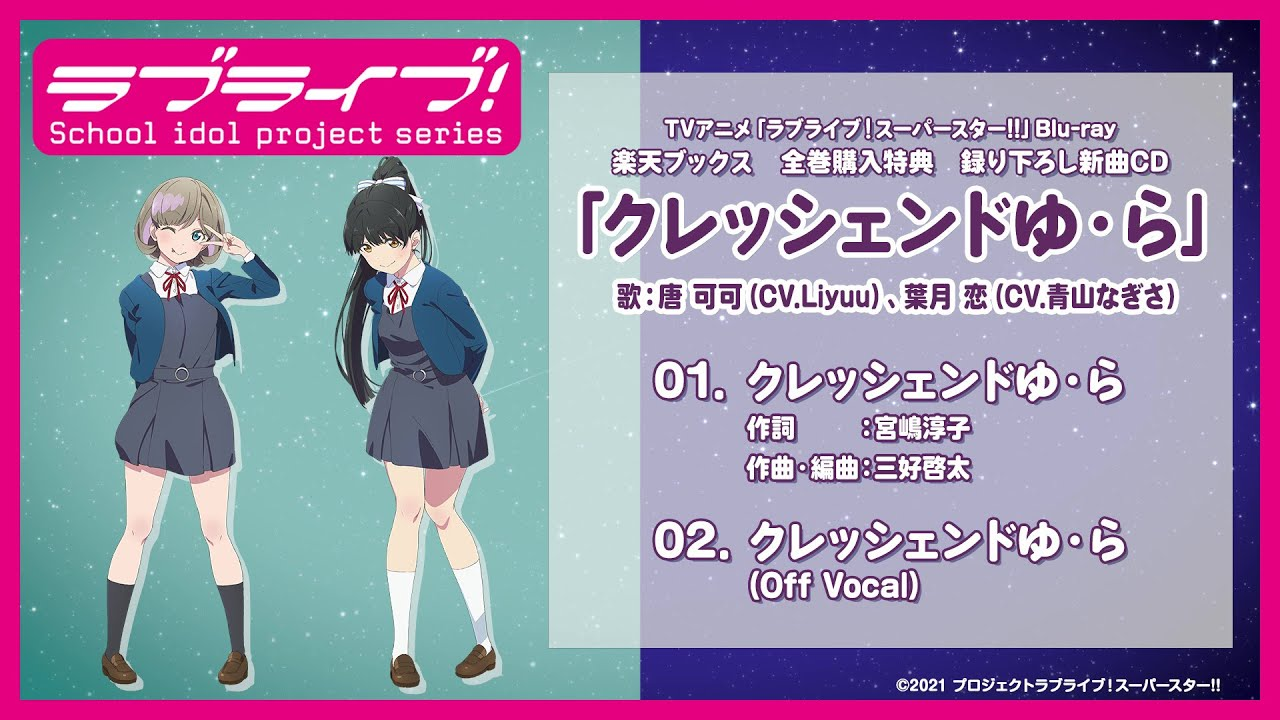 ラブライブ!
School idol project series
TVアニメ「ラブライブ!スーパースター!!」Blu-ray
楽天ブックス　全巻購入特典　録り下ろし新曲CD
「クレッシェンドゆ・ら」
歌:唐 可可(CV.Liyuu)、葉月 恋(CV.青山なぎさ)
01. クレッシェンドゆ・ら
作詞　　:宮嶋淳子
作曲・編曲:三好啓太
02. クレッシェンドゆ・ら
(Off Vocal)
©2021 プロジェクトラブライブ!スーパースター!!